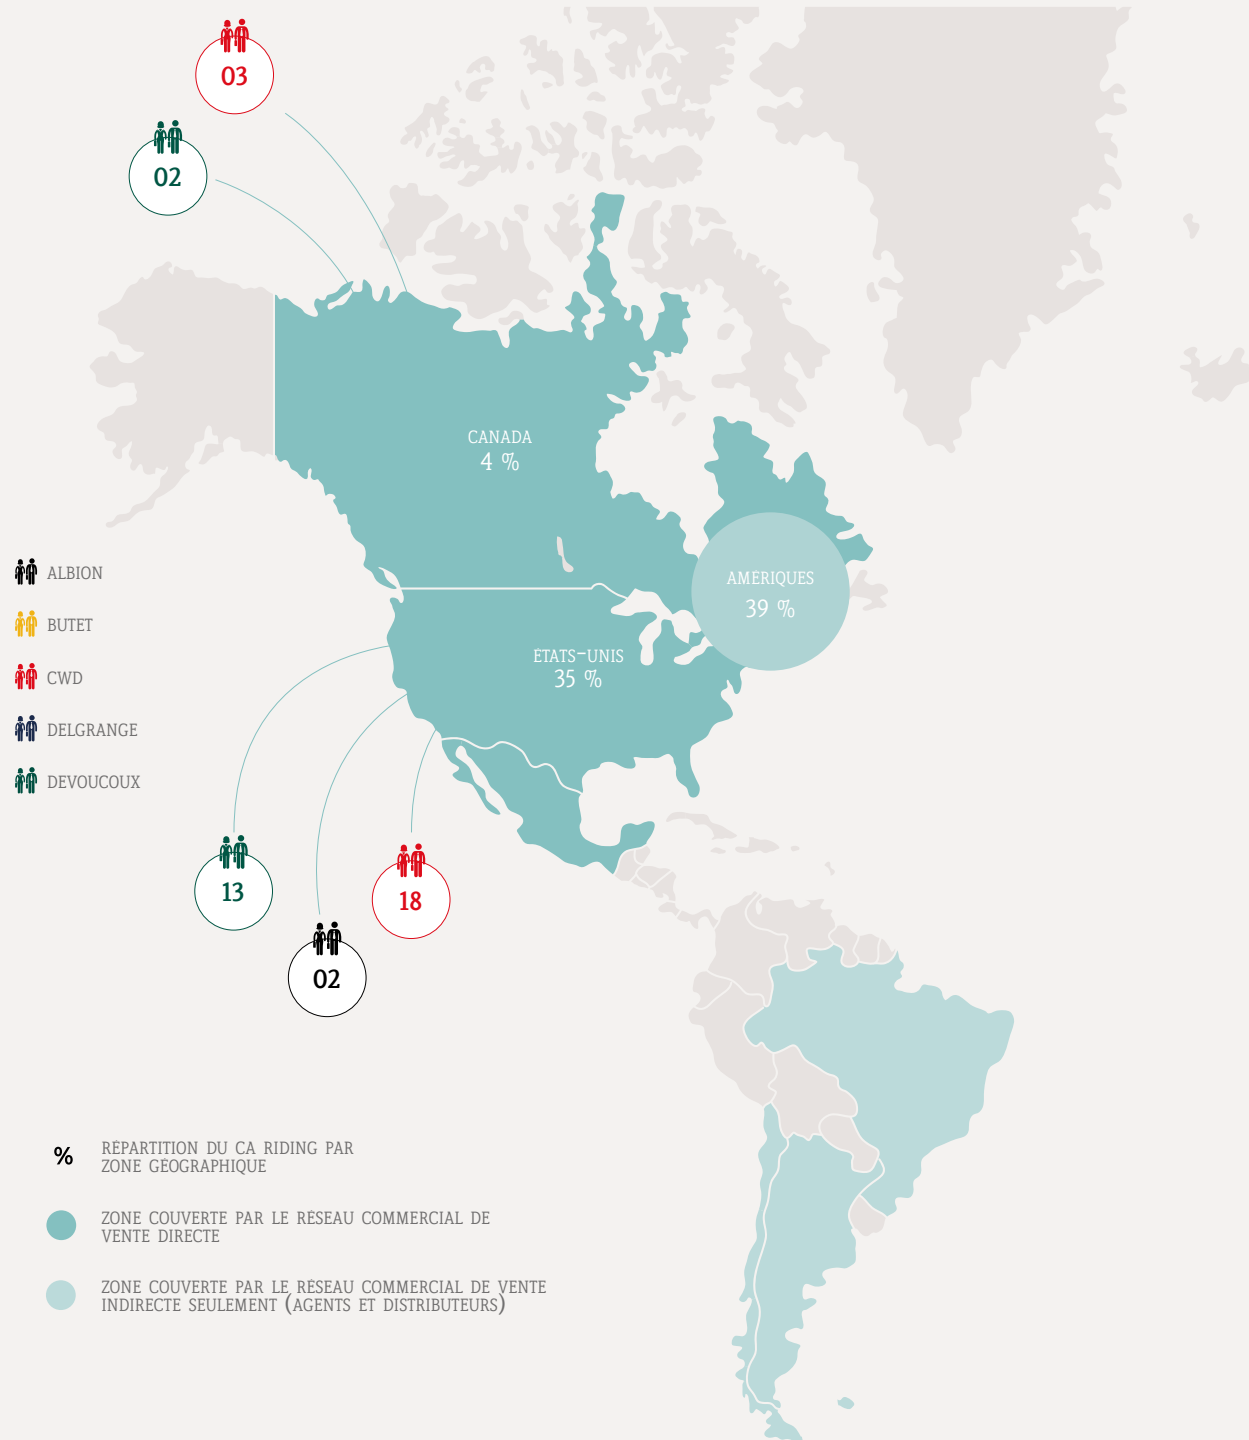 03
02
CANADA
4 %
ALBION
BUTET
CWD
DELGRANGE
DEVOUCOUX
AMÉRIQUES
39 %
ÉTATS-UNIS
35 %
13
18
02
% RÉPARTITION DU CA RIDING PAR
ZONE GÉOGRAPHIQUE
ZONE COUVERTE PAR LE RÉSEAU COMMERCIAL DE
VENTE DIRECTE
ZONE COUVERTE PAR LE RÉSEAU COMMERCIAL DE VENTE
INDIRECTE SEULEMENT (AGENTS ET DISTRIBUTEURS)